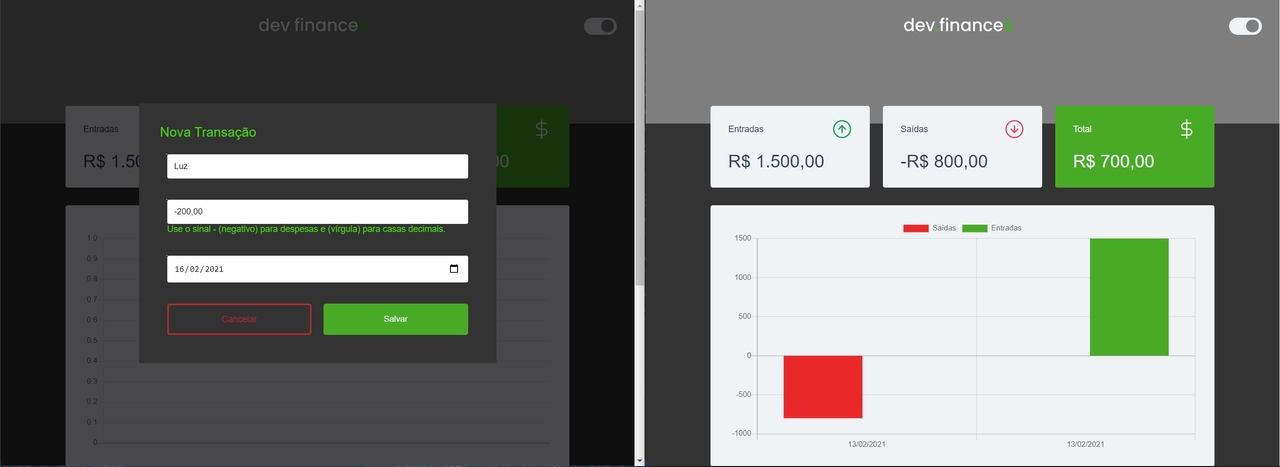 dev.finance$
Entradas
R$ 1.50
00
$
Nova Transação
Luz
-200,00
Use o sinal - (negativo) para despesas e (vírgula) para casas decimais.
16/02/2021
Cancelar
Salvar
1.0
0.9
0.8
0.7
0.6
0.5
0.4
0.3
0.2
0.1
0
dev.finance$
Entradas
R$ 1.500,00
Saídas
-R$ 800,00
Total
$
R$ 700,00
Saídas
Entradas
1500
1000
500
0
-500
-1000
13/02/2021
13/02/2021